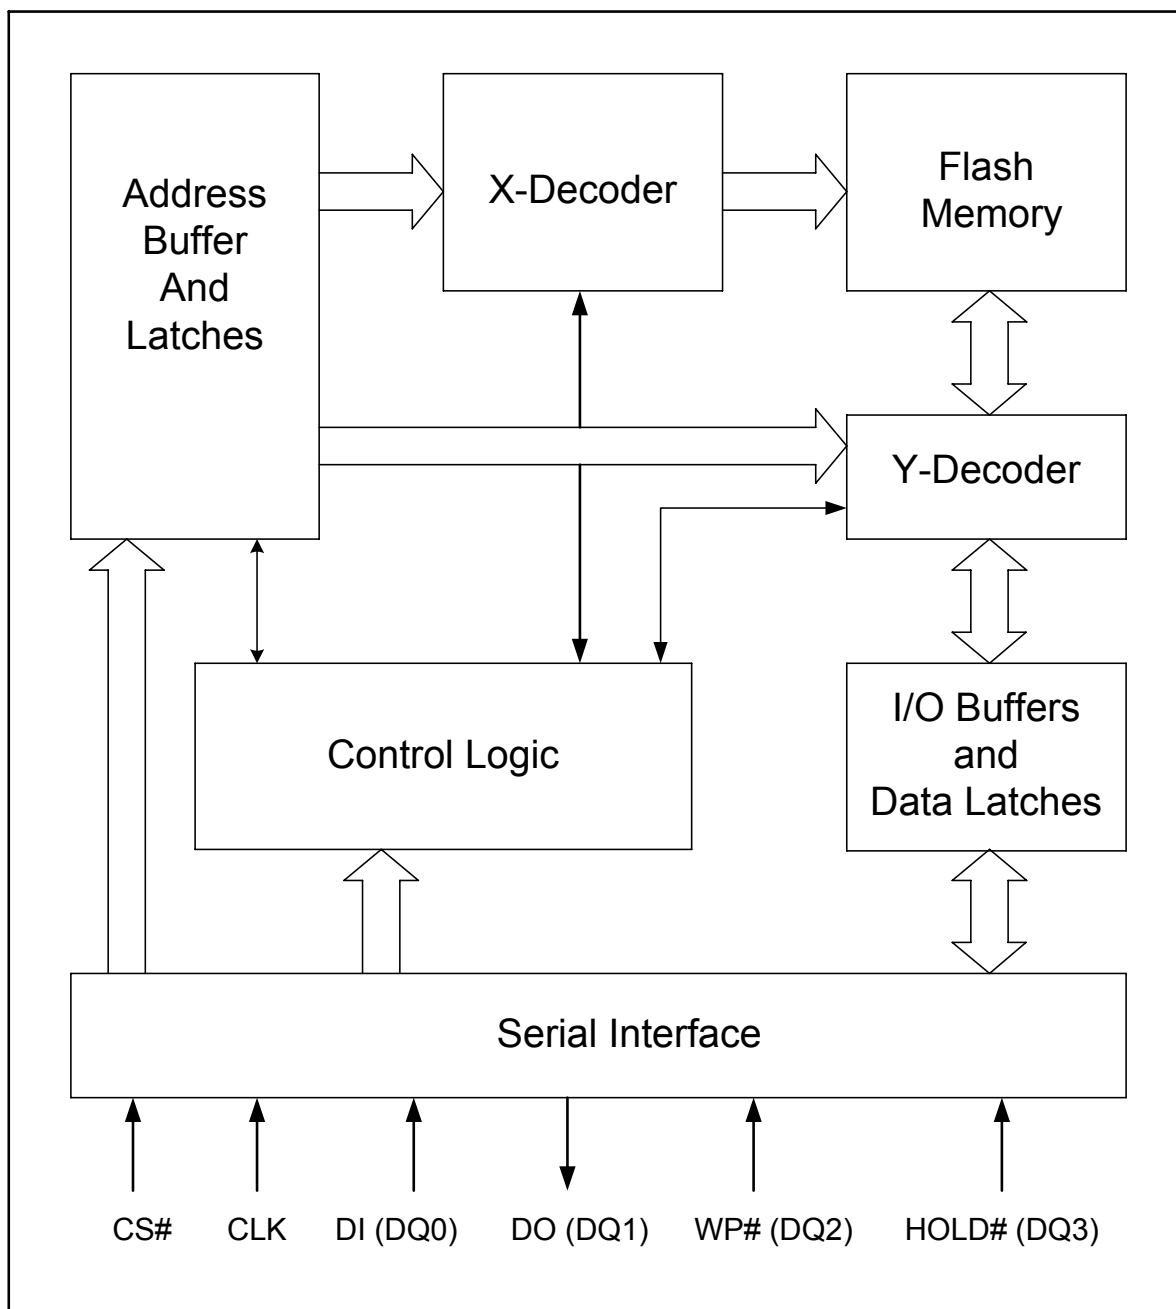 Address
Buffer
And
Latches
X-Decoder
Flash
Memory
Y-Decoder
Control Logic
I/O Buffers
and
Data Latches
Serial Interface
CS#
CLK
DI (DQ0)
DO (DQ1)
WP# (DQ2)
HOLD# (DQ3)